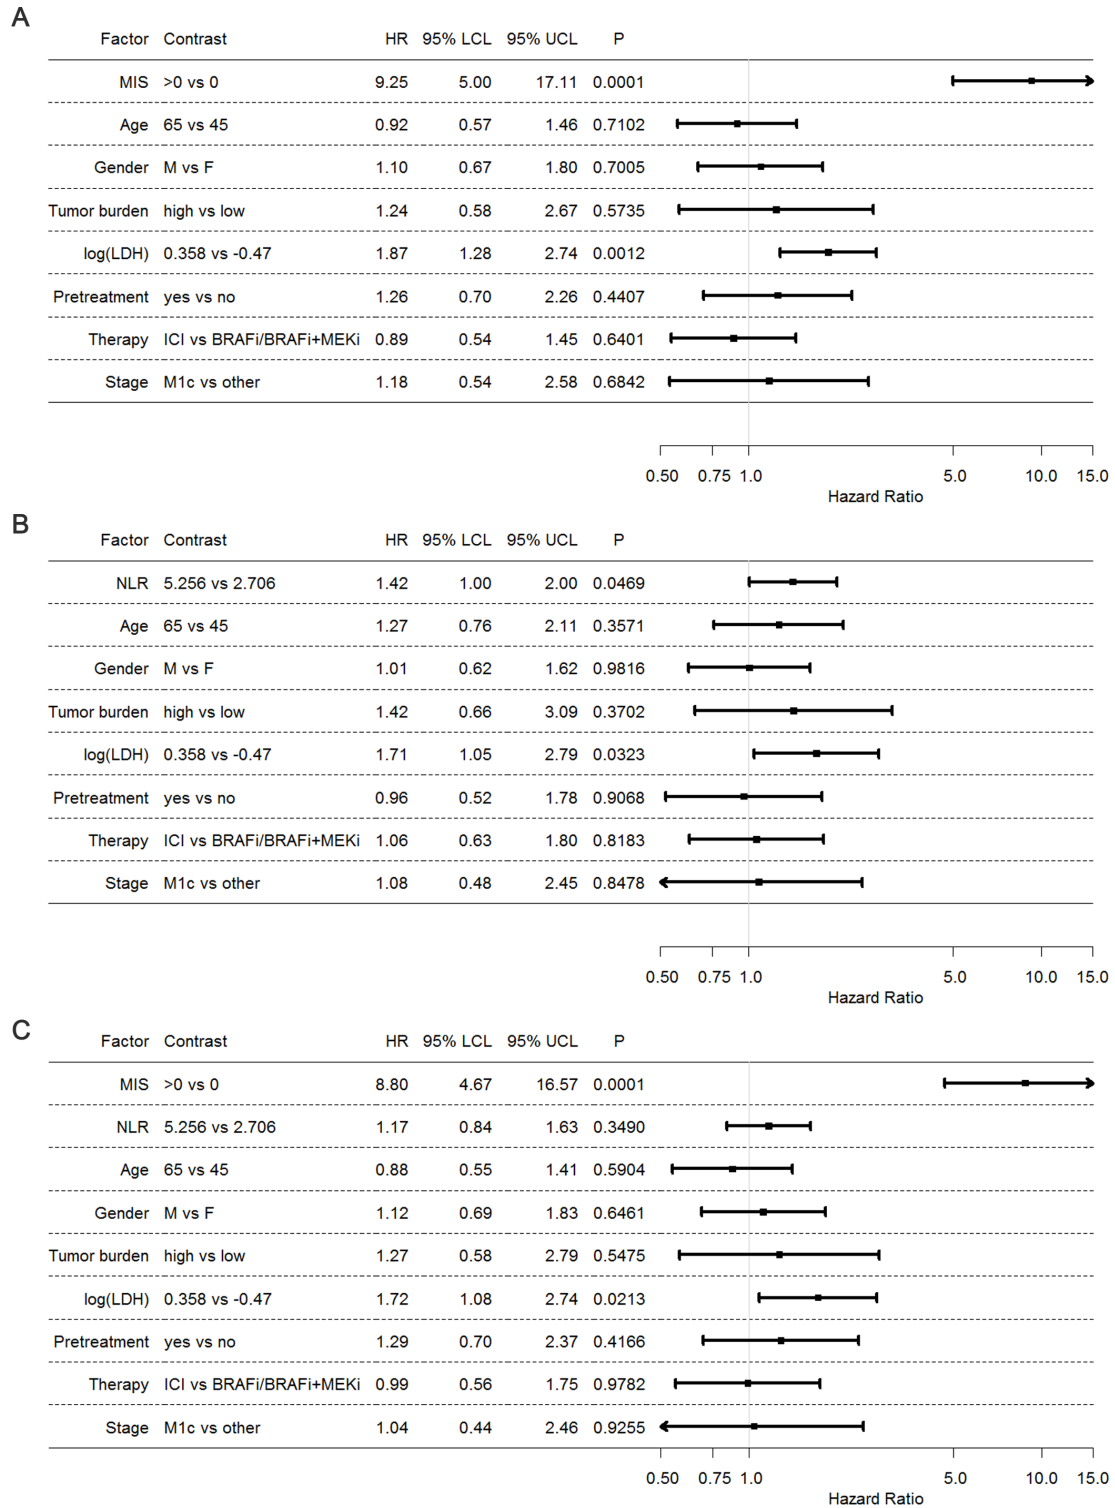 A
Factor Contrast HR 95% LCL 95% UCL P
MIS >0 vs 0 9.25 5.00 17.11 0.0001
Age 65 vs 45 0.92 0.57 1.46 0.7102
Gender M vs F 1.10 0.67 1.80 0.7005
Tumor burden high vs low 1.24 0.58 2.67 0.5735
log(LDH) 0.358 vs -0.47 1.87 1.28 2.74 0.0012
Pretreatment yes vs no 1.26 0.70 2.26 0.4407
Therapy ICI vs BRAFi/BRAFi+MEKi 0.89 0.54 1.45 0.6401
Stage M1c vs other 1.18 0.54 2.58 0.6842
0.50 0.75 1.0 5.0 10.0 15.0
Hazard Ratio
B
Factor Contrast HR 95% LCL 95% UCL P
NLR 5.256 vs 2.706 1.42 1.00 2.00 0.0469
Age 65 vs 45 1.27 0.76 2.11 0.3571
Gender M vs F 1.01 0.62 1.62 0.9816
Tumor burden high vs low 1.42 0.66 3.09 0.3702
log(LDH) 0.358 vs -0.47 1.71 1.05 2.79 0.0323
Pretreatment yes vs no 0.96 0.52 1.78 0.9068
Therapy ICI vs BRAFi/BRAFi+MEKi 1.06 0.63 1.80 0.8183
Stage M1c vs other 1.08 0.48 2.45 0.8478
0.50 0.75 1.0 5.0 10.0 15.0
Hazard Ratio
C
Factor Contrast HR 95% LCL 95% UCL P
MIS >0 vs 0 8.80 4.67 16.57 0.0001
NLR 5.256 vs 2.706 1.17 0.84 1.63 0.3490
Age 65 vs 45 0.88 0.55 1.41 0.5904
Gender M vs F 1.12 0.69 1.83 0.6461
Tumor burden high vs low 1.27 0.58 2.79 0.5475
log(LDH) 0.358 vs -0.47 1.72 1.08 2.74 0.0213
Pretreatment yes vs no 1.29 0.70 2.37 0.4166
Therapy ICI vs BRAFi/BRAFi+MEKi 0.99 0.56 1.75 0.9782
Stage M1c vs other 1.04 0.44 2.46 0.9255
0.50 0.75 1.0 5.0 10.0 15.0
Hazard Ratio